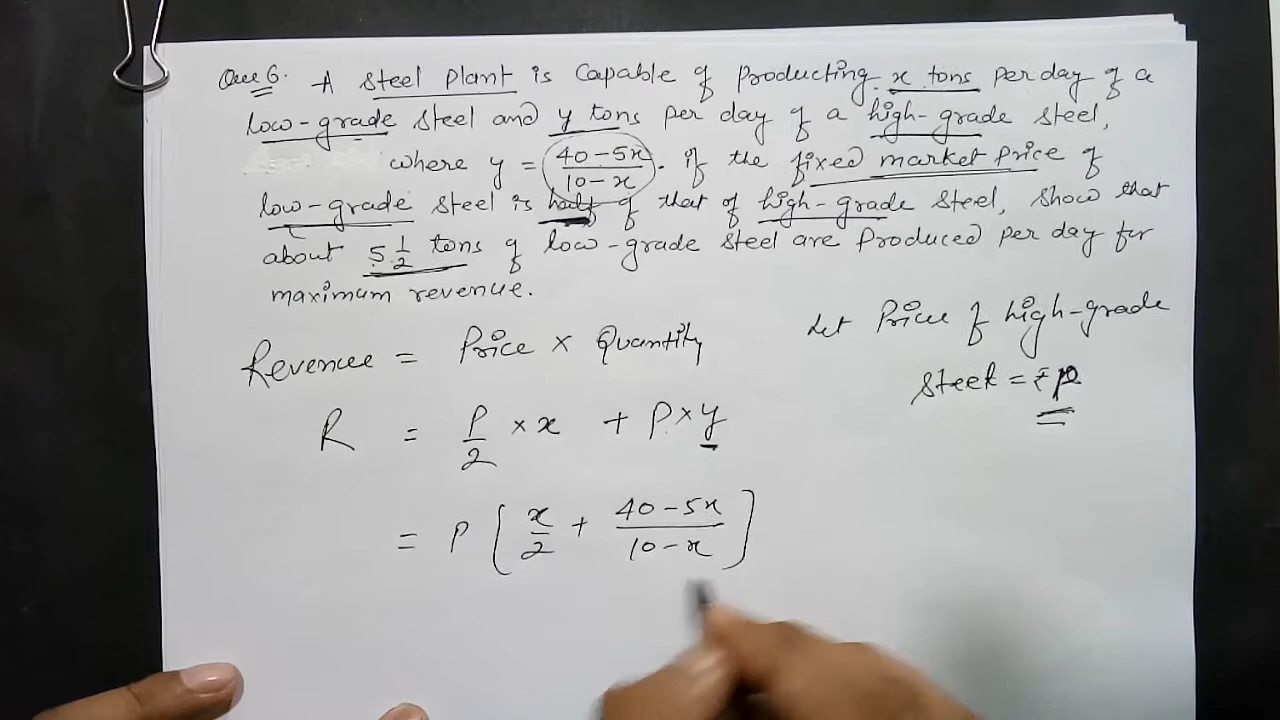 Que 6. A steel plant is capable of producting x tons per day of a
low-grade steel and y tons per day of a high-grade steel,
where y = (40-5x)/(10-x). if the fixed market price of
low-grade steel is half of that of high-grade steel, show that
about 5 1/2 tons of low-grade steel are produced per day for
maximum revenue.
Let Price of high-grade
steel = ₹ p
Revenue = Price × Quantity
R = P/2 × x + P × y
= P [ x/2 + (40-5x)/(10-x) ]